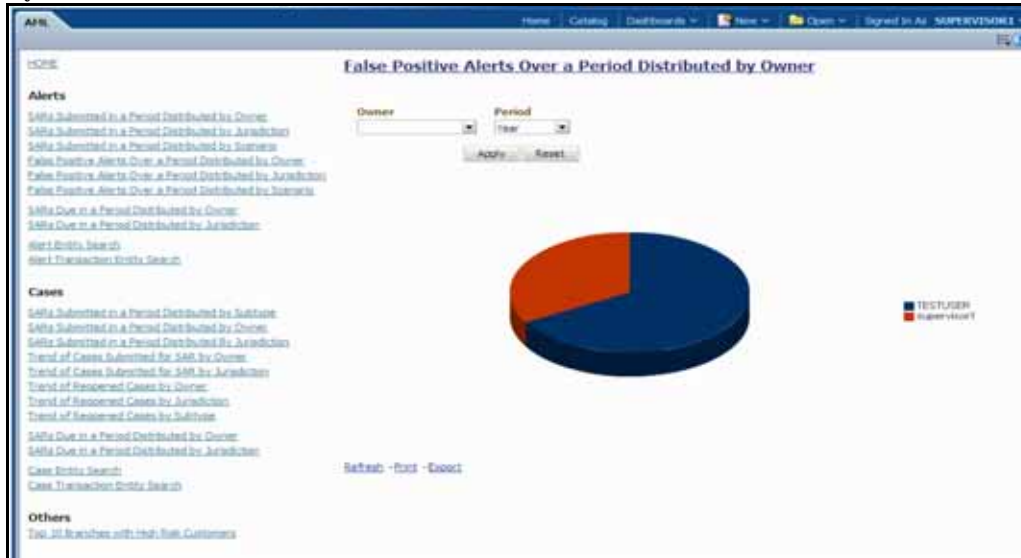 AML
Home Catalog Dashboards New Open Signed In As SUPERVISOR1
HOME
False Positive Alerts Over a Period Distributed by Owner
Alerts
Owner Period
Year
Apply Reset
SARs Submitted in a Period Distributed by Owner
SARs Submitted in a Period Distributed by Jurisdiction
SARs Submitted in a Period Distributed by Scenario
False Positive Alerts Over a Period Distributed by Owner
False Positive Alerts Over a Period Distributed by Jurisdiction
False Positive Alerts Over a Period Distributed by Scenario
SARs Due in a Period Distributed by Owner
SARs Due in a Period Distributed by Jurisdiction
Alert Entity Search
Alert Transaction Entity Search
TESTUSER
supervisor1
Cases
SARs Submitted in a Period Distributed by Subtype
SARs Submitted in a Period Distributed by Owner
SARs Submitted in a Period Distributed By Jurisdiction
Trend of Cases Submitted for SAR by Owner
Trend of Cases Submitted for SAR by Jurisdiction
Trend of Reopened Cases by Owner
Trend of Reopened Cases by Jurisdiction
Trend of Reopened Cases by Subtype
SARs Due in a Period Distributed by Owner
SARs Due in a Period Distributed by Jurisdiction
Case Entity Search
Case Transaction Entity Search
Refresh - Print - Export
Others
Top 10 Branches with High Risk Customers